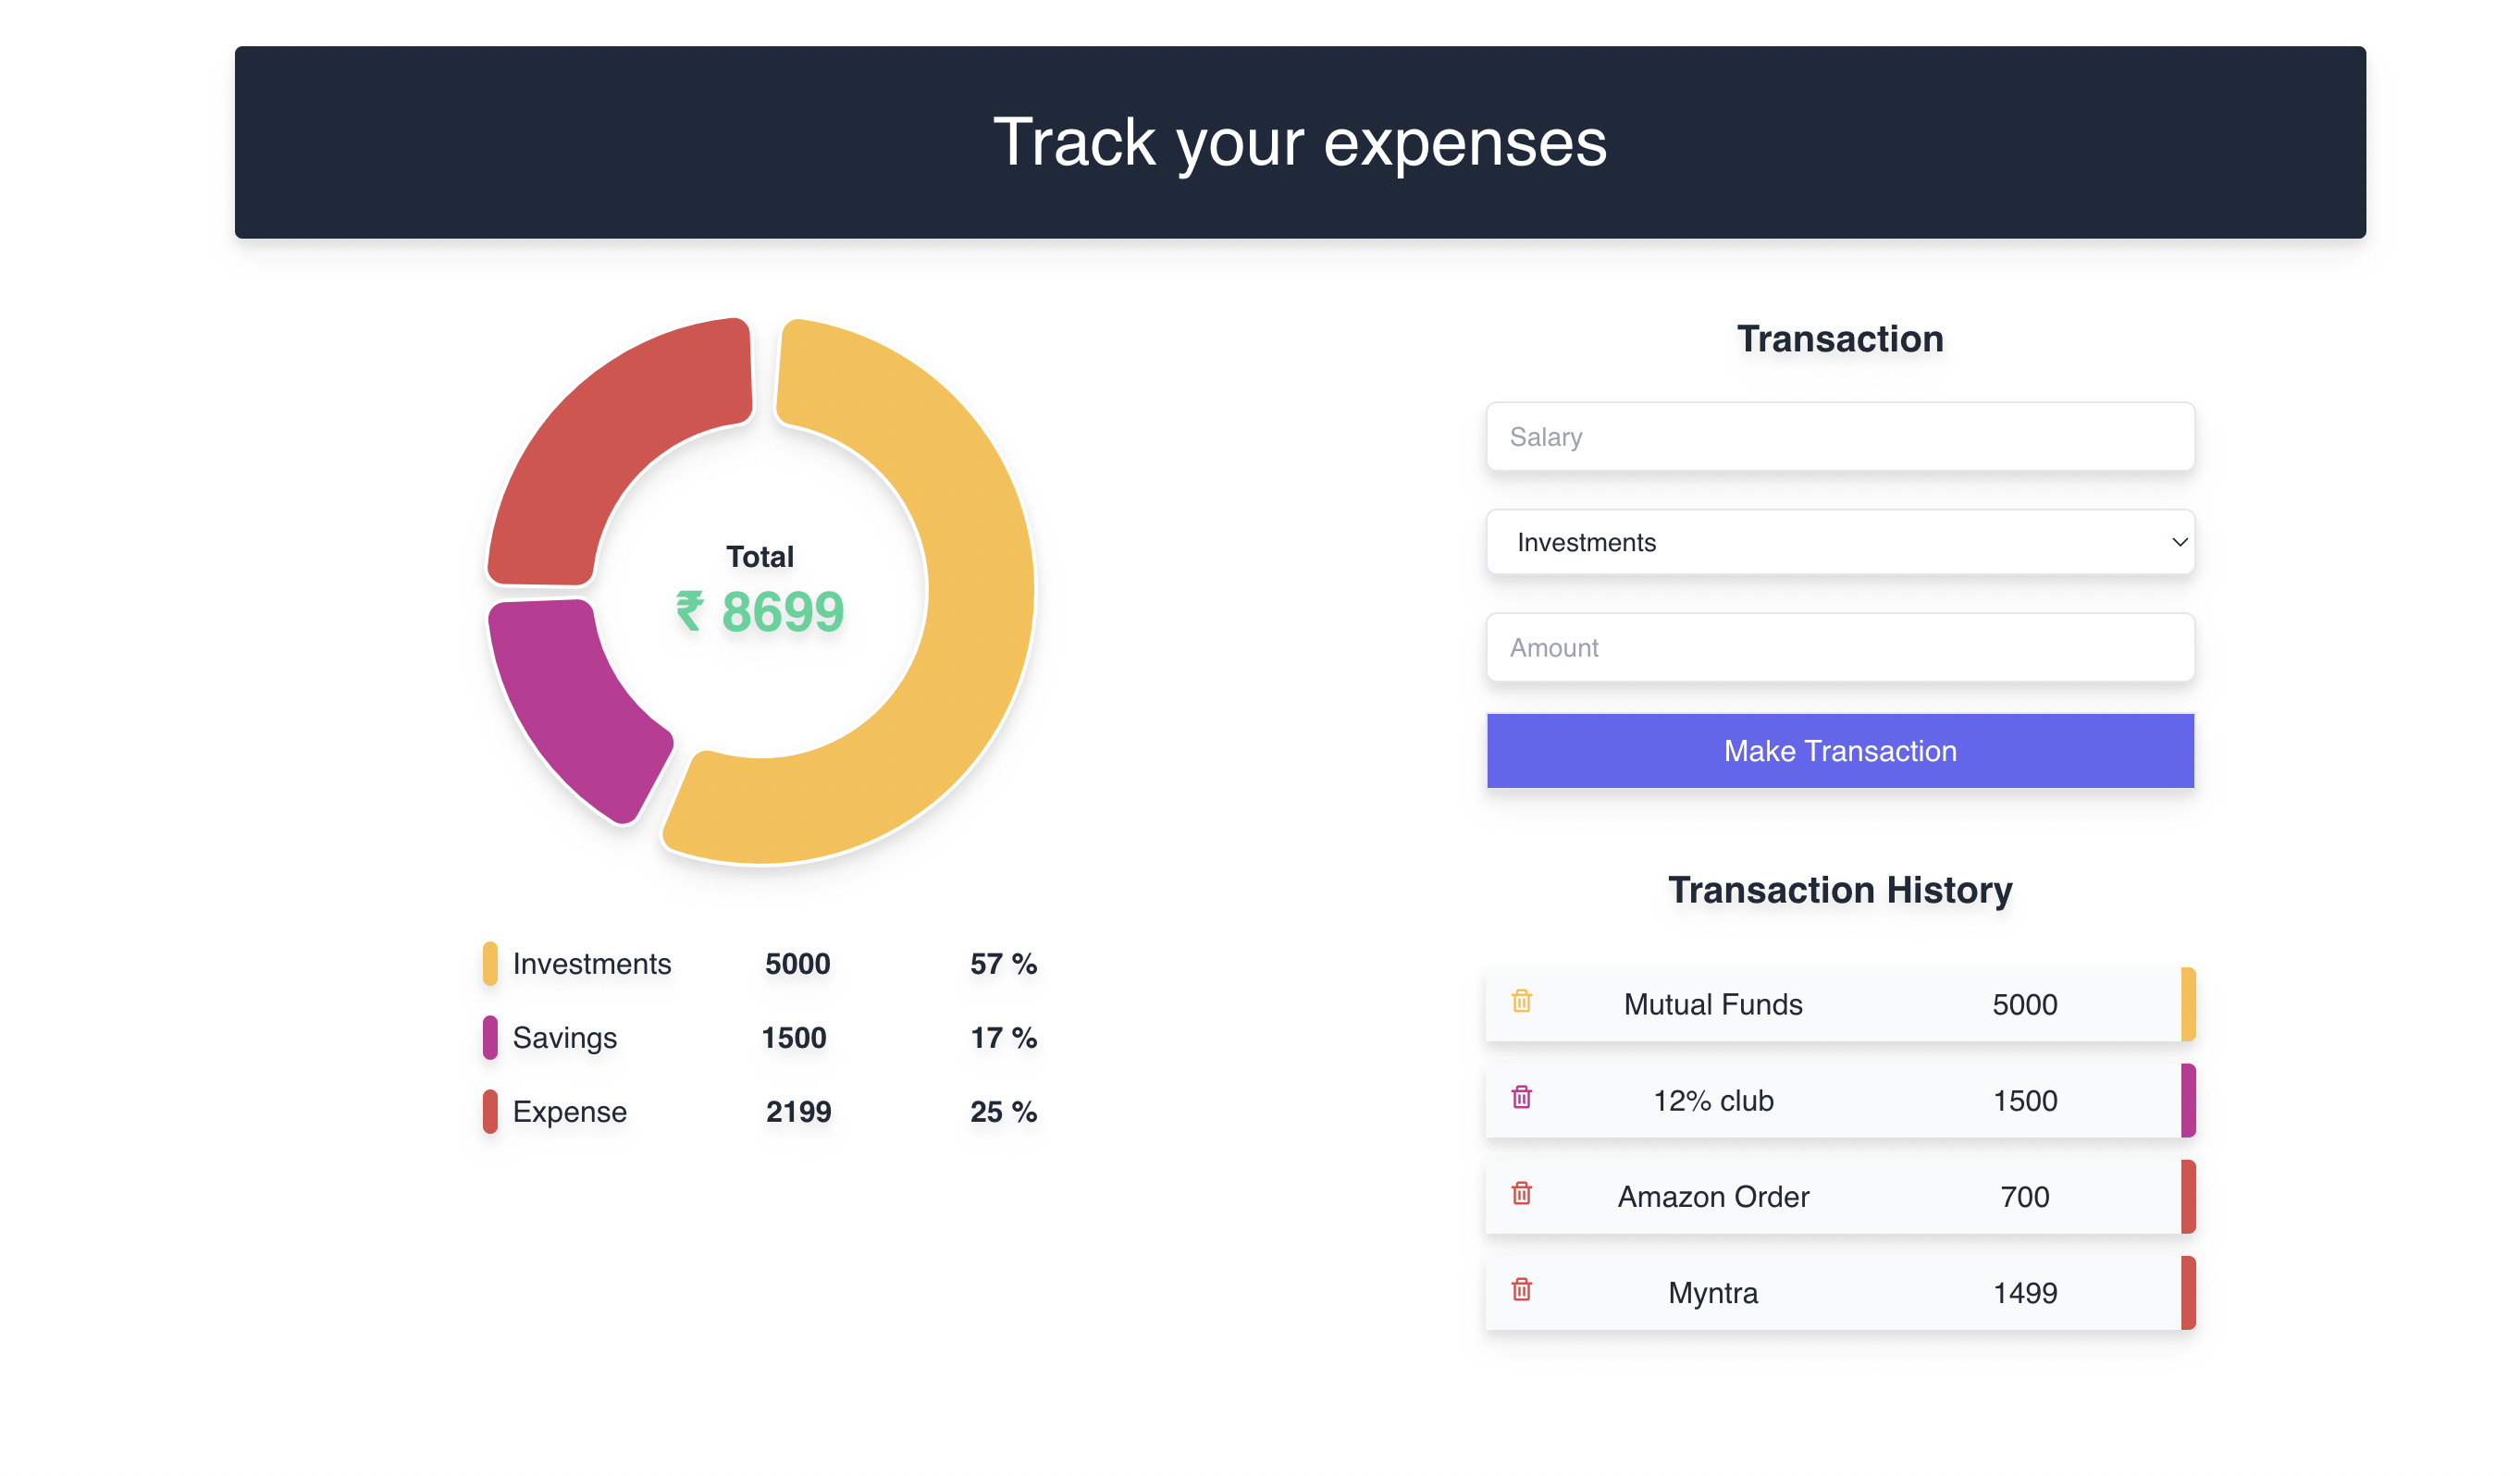 Track your expenses
Total
₹ 8699
Investments 5000 57 %
Savings 1500 17 %
Expense 2199 25 %
Transaction
Salary
Investments
Amount
Make Transaction
Transaction History
Mutual Funds 5000
12% club 1500
Amazon Order 700
Myntra 1499